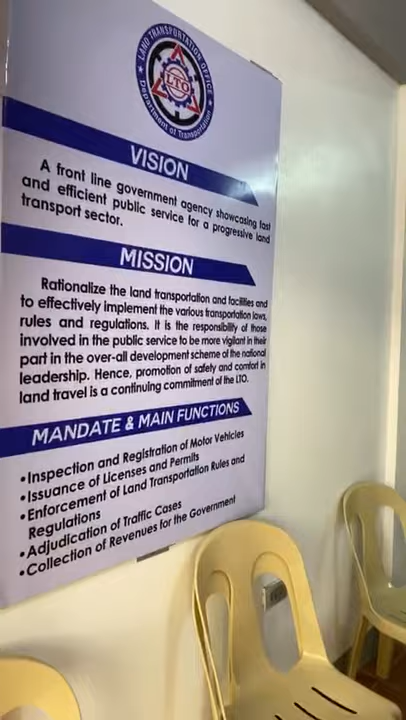 LAND TRANSPORTATION OFFICE
LTO
Department of Transportation
VISION
A front line government agency showcasing fast
and efficient public service for a progressive land
transport sector.
MISSION
Rationalize the land transportation and facilities and
to effectively implement the various transportation laws,
rules and regulations. It is the responsibility of those
involved in the public service to be more vigilant in their
part in the over-all development scheme of the national
leadership. Hence, promotion of safety and comfort in
land travel is a continuing commitment of the LTO.
MANDATE & MAIN FUNCTIONS
•Inspection and Registration of Motor Vehicles
•Issuance of Licenses and Permits
•Enforcement of Land Transportation Rules and
Regulations
•Adjudication of Traffic Cases
•Collection of Revenues for the Government